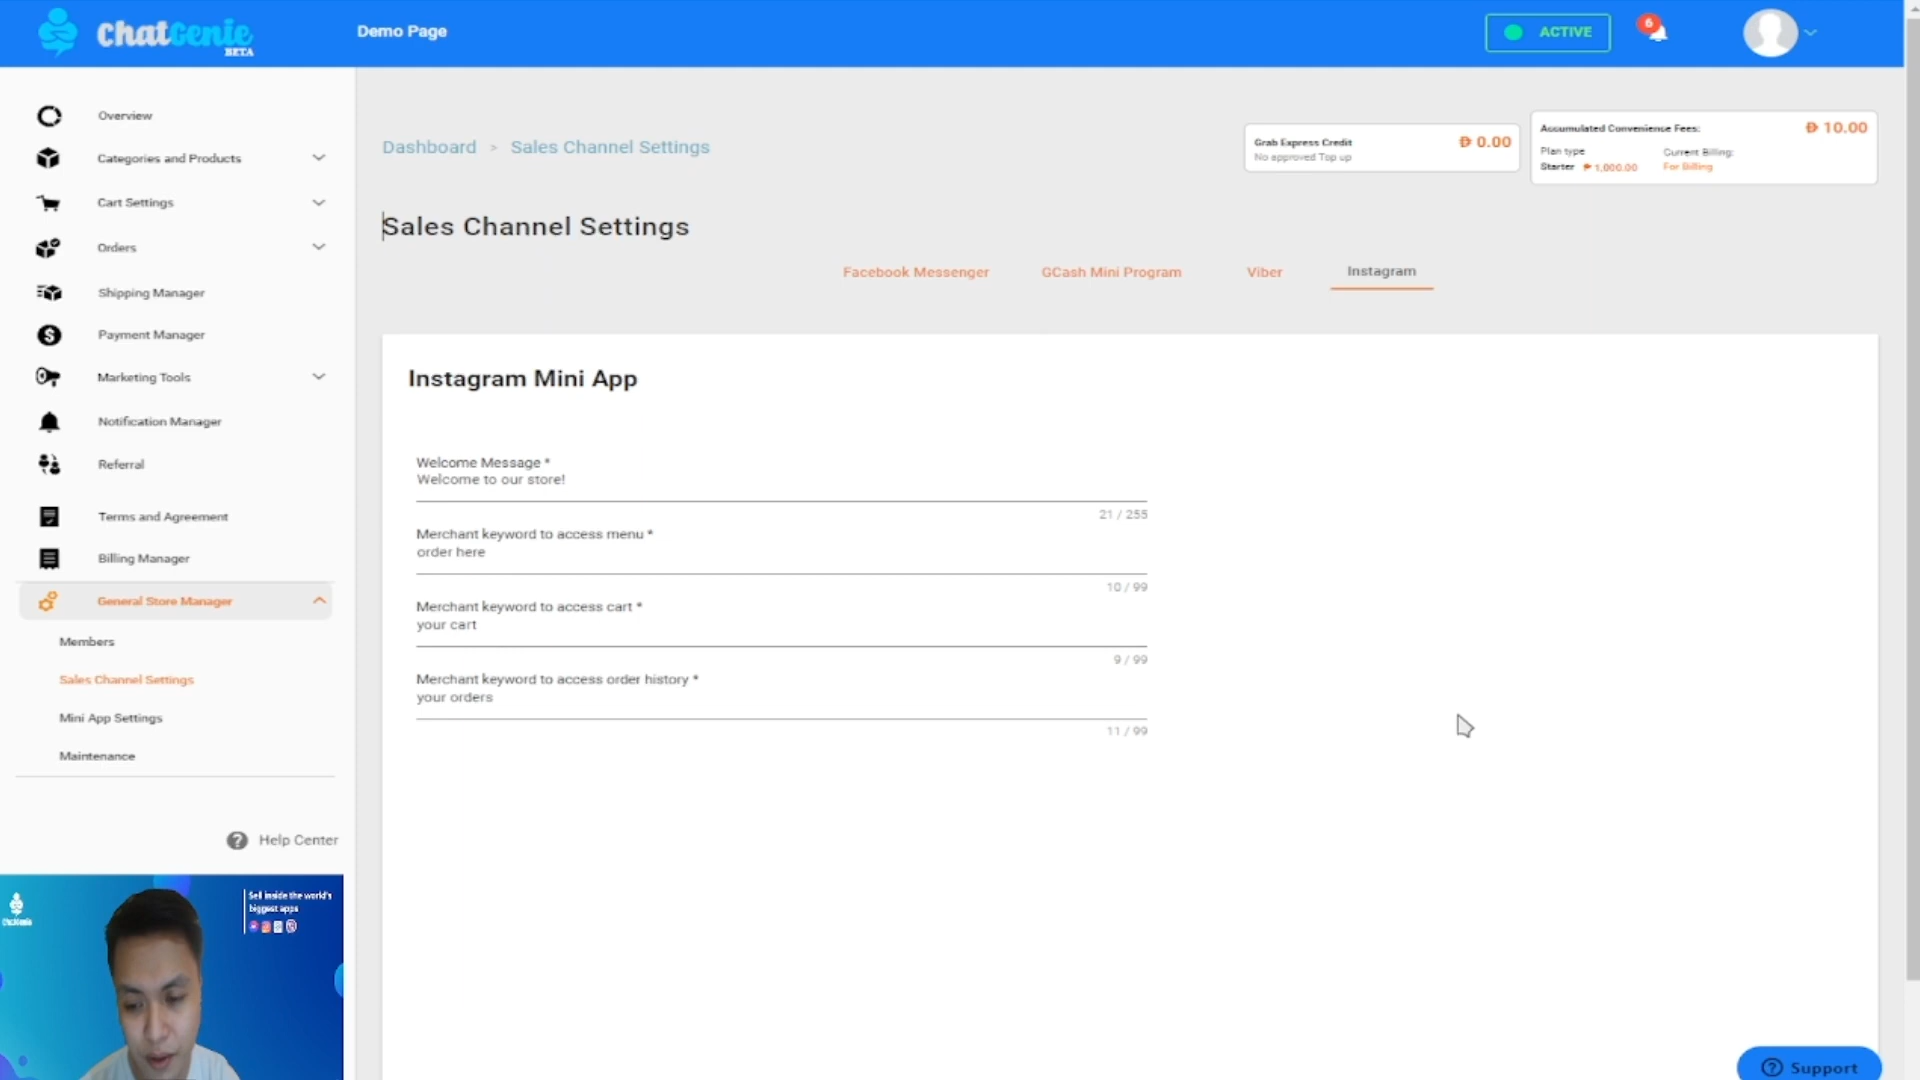 ChatGenie
BETA
Demo Page
ACTIVE
6
Overview
Categories and Products
Cart Settings
Orders
Shipping Manager
Payment Manager
Marketing Tools
Notification Manager
Referral
Terms and Agreement
Billing Manager
General Store Manager
Members
Sales Channel Settings
Mini App Settings
Maintenance
Help Center
Dashboard > Sales Channel Settings
Grab Express Credit
0.00
No approved Top up
Accumulated Convenience Fees:
10.00
Plan type
Current Billing:
Starter ₱ 1,000.00
For Billing
Sales Channel Settings
Facebook Messenger
GCash Mini Program
Viber
Instagram
Instagram Mini App
Welcome Message *
Welcome to our store!
21 / 255
Merchant keyword to access menu *
order here
10 / 99
Merchant keyword to access cart *
your cart
9 / 99
Merchant keyword to access order history *
your orders
11 / 99
ChatGenie
Sell inside the world's
biggest apps
Support